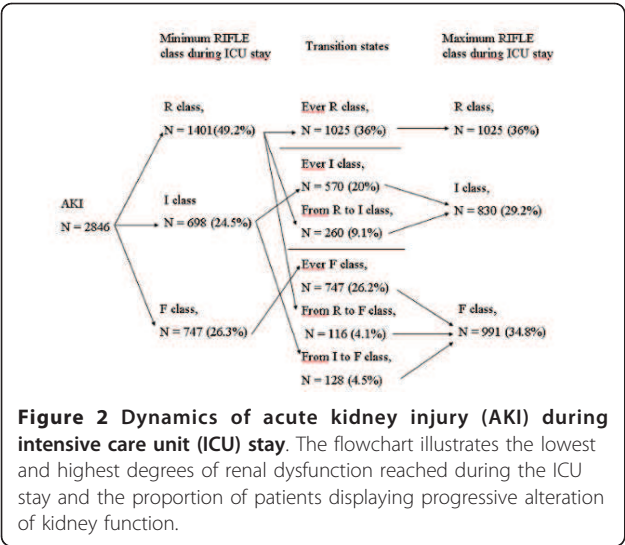 Minimum RIFLE
class during ICU stay
Transition states
Maximum RIFLE
class during ICU stay
R class,
N = 1401(49.2%)
Ever R class,
N = 1025 (36%)
R class,
N = 1025 (36%)
Ever I class,
N = 570 (20%)
AKI
N = 2846
I class
N = 698 (24.5%)
From R to I class,
N = 260 (9.1%)
I class,
N = 830 (29.2%)
Ever F class,
N = 747 (26.2%)
F class,
N = 747 (26.3%)
From R to F class,
N = 116 (4.1%)
F class,
N = 991 (34.8%)
From I to F class,
N = 128 (4.5%)
Figure 2 Dynamics of acute kidney injury (AKI) during
intensive care unit (ICU) stay. The flowchart illustrates the lowest
and highest degrees of renal dysfunction reached during the ICU
stay and the proportion of patients displaying progressive alteration
of kidney function.